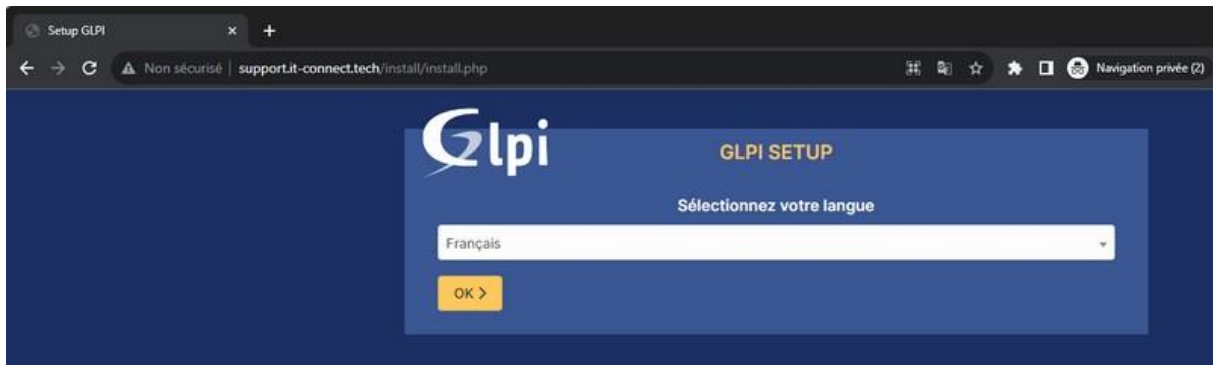 Setup GLPI
Non sécurisé | support.it-connect.tech/install/install.php
Navigation privée (2)
Glpi
GLPI SETUP
Sélectionnez votre langue
Français
OK >